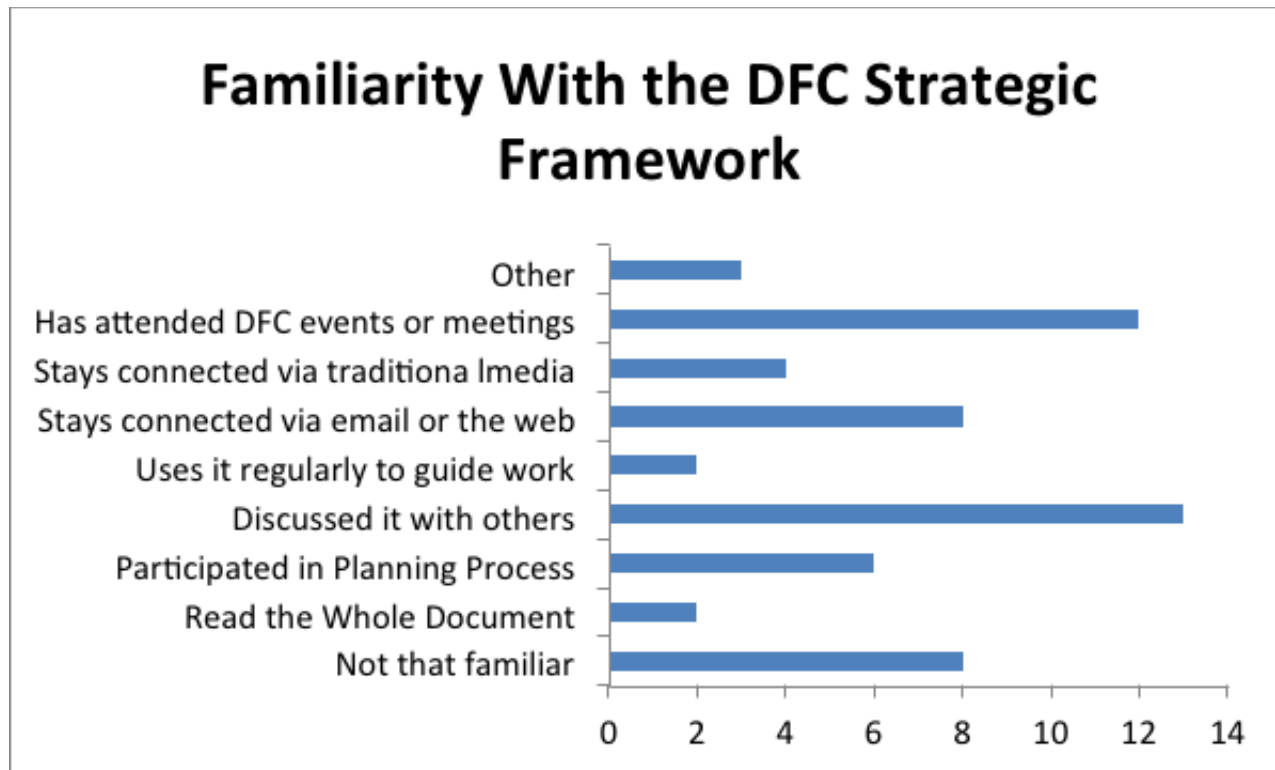 Familiarity With the DFC Strategic
Framework
Other
Has attended DFC events or meetings
Stays connected via traditiona lmedia
Stays connected via email or the web
Uses it regularly to guide work
Discussed it with others
Participated in Planning Process
Read the Whole Document
Not that familiar
0 2 4 6 8 10 12 14